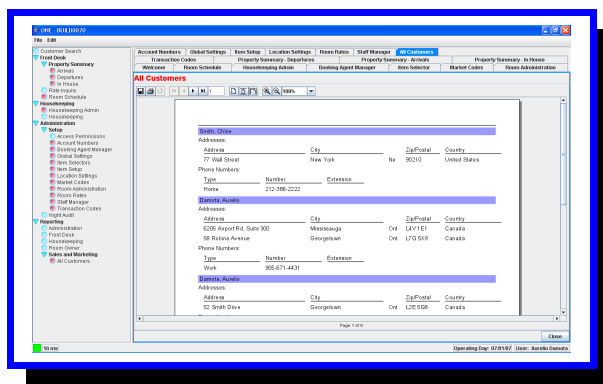 _ONE - BUILD0070
File Edit
Customer Search
Front Desk
Property Summary
Arrivals
Departures
In House
Rate Inquiry
Room Schedule
Housekeeping
Housekeeping Admin
Housekeeping
Administration
Setup
Access Permissions
Account Numbers
Booking Agent Manager
Global Settings
Item Selectors
Item Setup
Location Settings
Market Codes
Room Administration
Room Rates
Staff Manager
Transaction Codes
Night Audit
Reporting
Administration
Front Desk
Housekeeping
Room Owner
Sales and Marketing
All Customers
Account Numbers Global Settings Item Setup Location Settings Room Rates Staff Manager All Customers
Transaction Codes Property Summary - Departures Property Summary - Arrivals Property Summary - In House
Welcome Room Schedule Housekeeping Admin Booking Agent Manager Item Selector Market Codes Room Administration
All Customers
1 100%
Smith, Chloe
Addresses:
Address City Zip/Postal Country
77 Wall Street New York Ne 90210 United States
Phone Numbers:
Type Number Extension
Home 212-386-2222
Damota, Aurelio
Addresses:
Address City Zip/Postal Country
6205 Airport Rd, Suite 300 Mississauga Ont L4V1E1 Canada
58 Robina Avenue Georgetown Ont L7G 5X9 Canada
Phone Numbers:
Type Number Extension
Work 905-671-4431
Damota, Aurelio
Addresses:
Address City Zip/Postal Country
52 Smith Drive Georgetown Ont L2E5G8 Canada
Page 1 of 8
Close
16 ms Operating Day: 07/01/07 User: Aurelio Damota